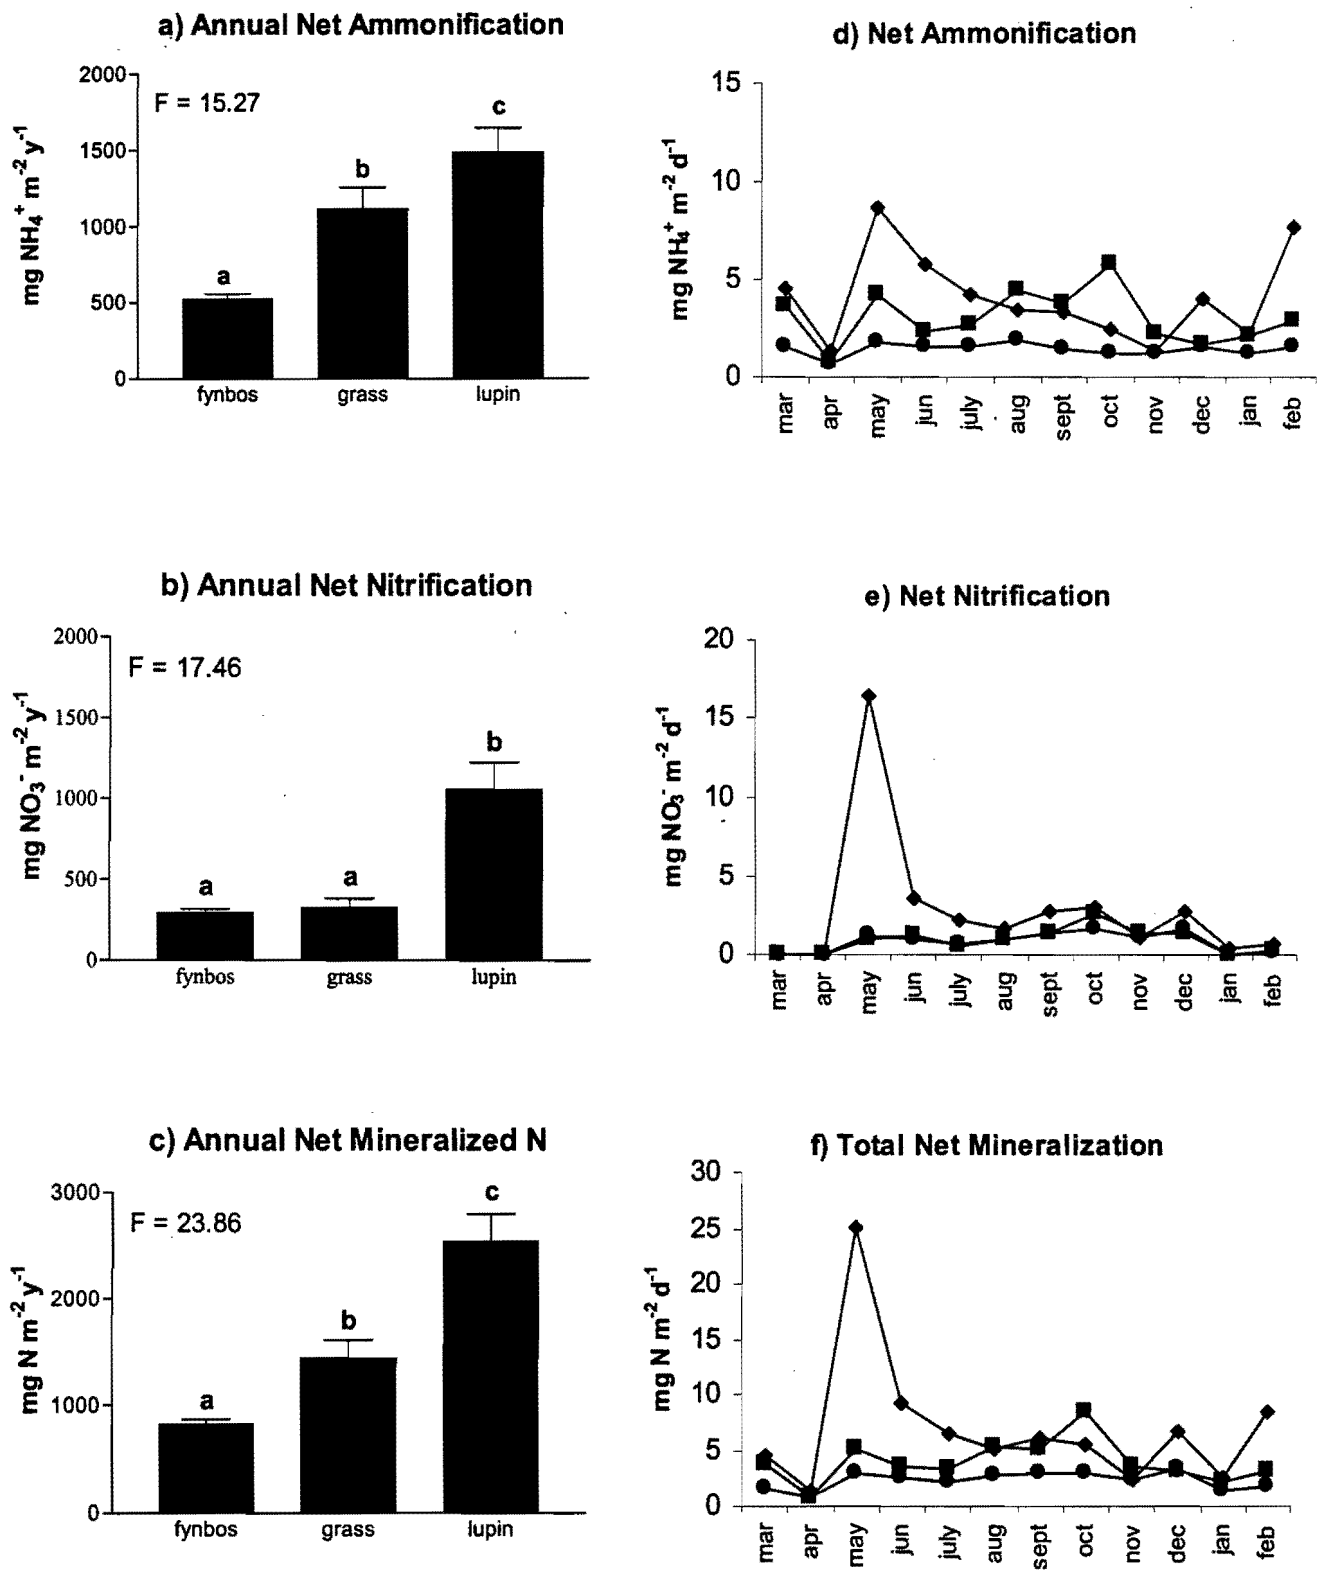 a) Annual Net Ammonification
2000
1500
1000
500
0
mg NH₄⁺ m⁻² y⁻¹
F = 15.27
a
b
c
fynbos grass lupin
d) Net Ammonification
15
10
5
0
mg NH₄⁺ m⁻² d⁻¹
mar apr may jun july aug sept oct nov dec jan feb
b) Annual Net Nitrification
2000
1500
1000
500
0
mg NO₃⁻ m⁻² y⁻¹
F = 17.46
a
a
b
fynbos grass lupin
e) Net Nitrification
20
15
10
5
0
mg NO₃⁻ m⁻² d⁻¹
mar apr may jun july aug sept oct nov dec jan feb
c) Annual Net Mineralized N
3000
2000
1000
0
mg N m⁻² y⁻¹
F = 23.86
a
b
c
fynbos grass lupin
f) Total Net Mineralization
30
25
20
15
10
5
0
mg N m⁻² d⁻¹
mar apr may jun july aug sept oct nov dec jan feb